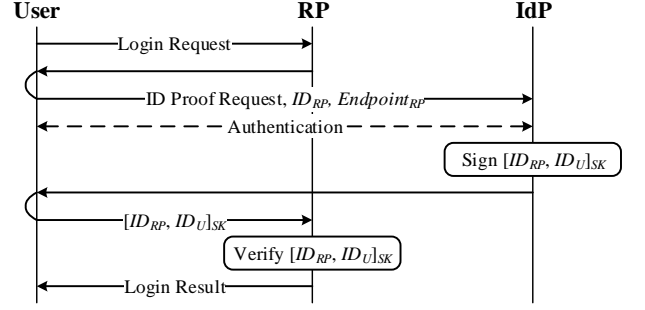 User RP IdP
Login Request
ID Proof Request, ID_RP, Endpoint_RP
Authentication
Sign [ID_RP, ID_U]_SK
[ID_RP, ID_U]_SK
Verify [ID_RP, ID_U]_SK
Login Result